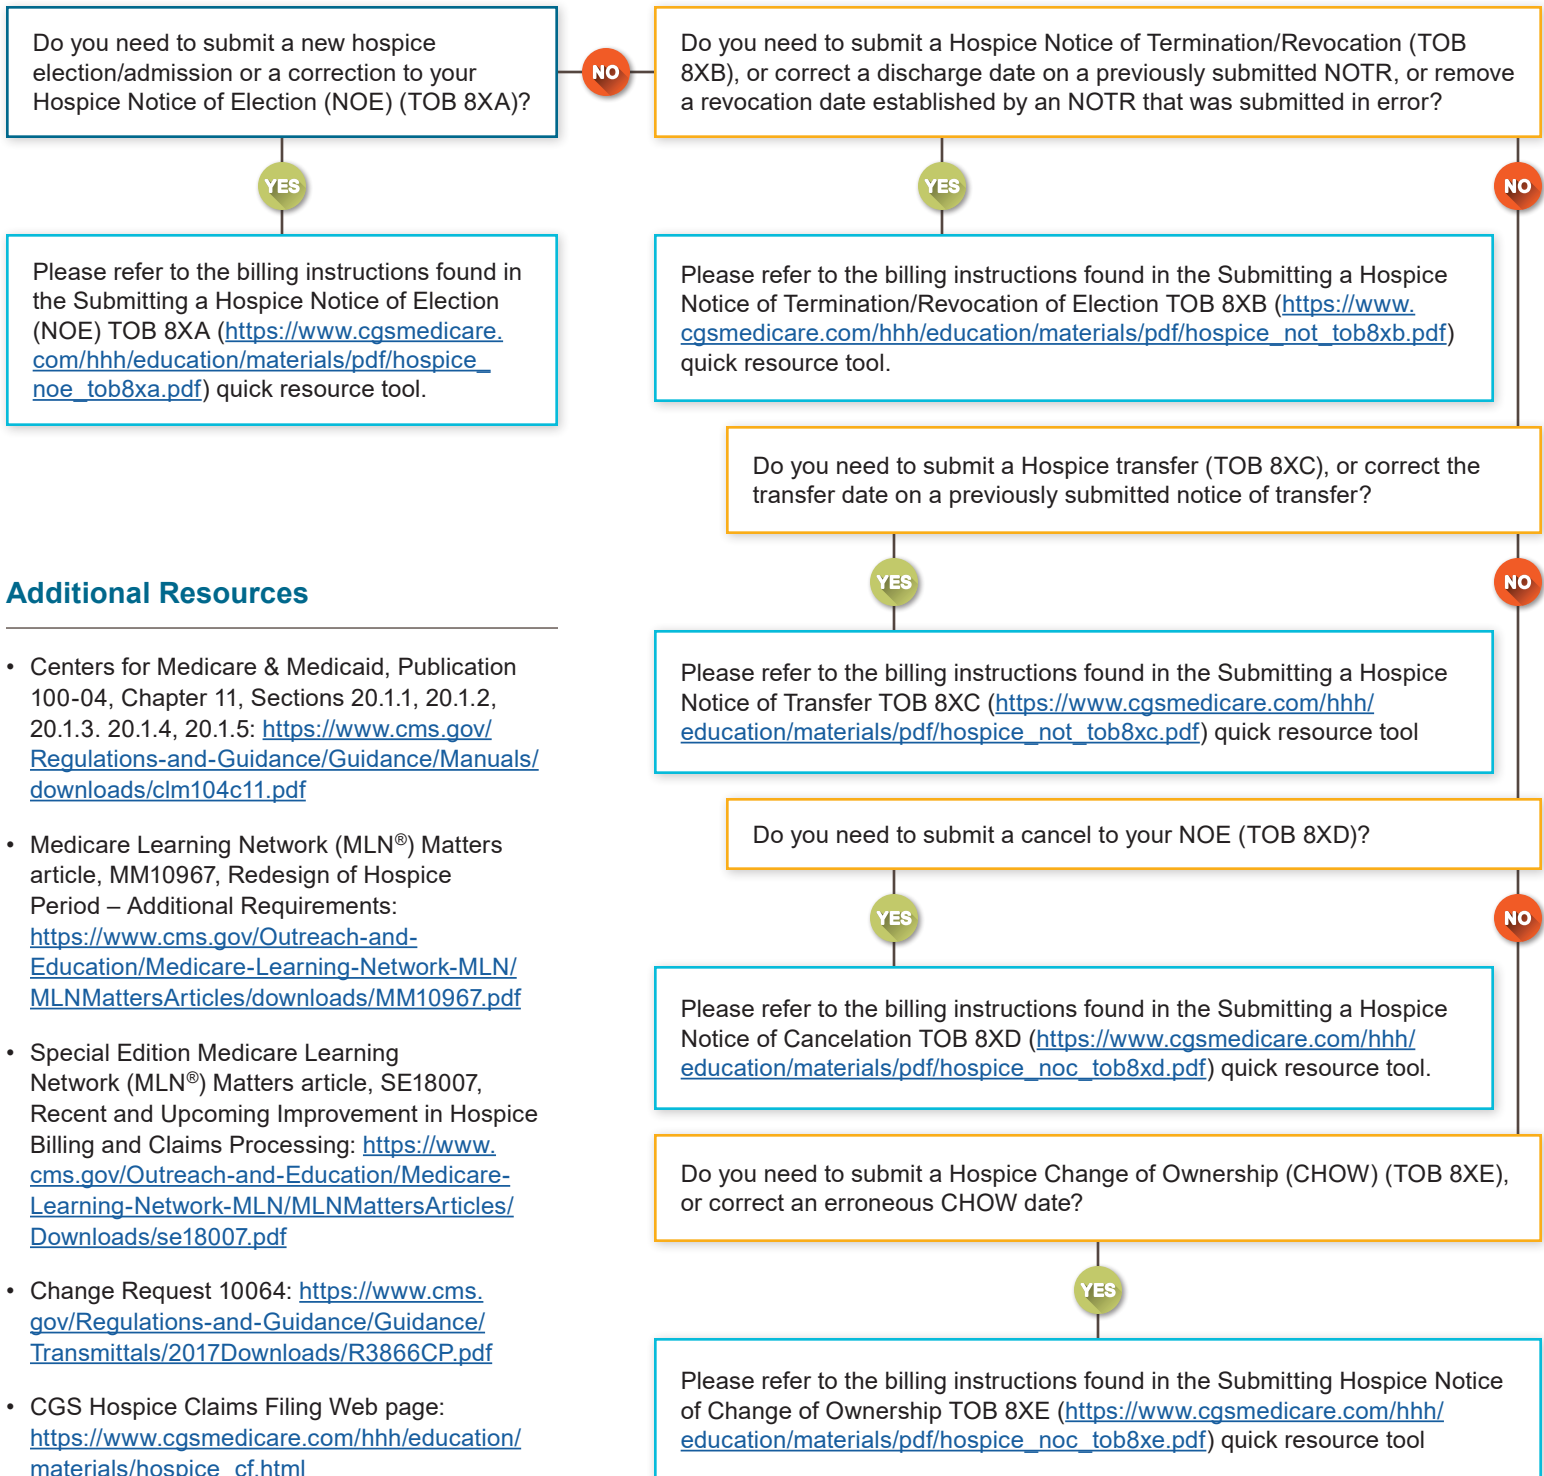 Do you need to submit a new hospice
election/admission or a correction to your
Hospice Notice of Election (NOE) (TOB 8XA)?
NO
Do you need to submit a Hospice Notice of Termination/Revocation (TOB
8XB), or correct a discharge date on a previously submitted NOTR, or remove
a revocation date established by an NOTR that was submitted in error?
YES
YES
NO
Please refer to the billing instructions found in
the Submitting a Hospice Notice of Election
(NOE) TOB 8XA (https://www.cgsmedicare.
com/hhh/education/materials/pdf/hospice_
noe_tob8xa.pdf) quick resource tool.
Please refer to the billing instructions found in the Submitting a Hospice
Notice of Termination/Revocation of Election TOB 8XB (https://www.
cgsmedicare.com/hhh/education/materials/pdf/hospice_not_tob8xb.pdf)
quick resource tool.
Do you need to submit a Hospice transfer (TOB 8XC), or correct the
transfer date on a previously submitted notice of transfer?
YES
NO
Please refer to the billing instructions found in the Submitting a Hospice
Notice of Transfer TOB 8XC (https://www.cgsmedicare.com/hhh/
education/materials/pdf/hospice_not_tob8xc.pdf) quick resource tool
Do you need to submit a cancel to your NOE (TOB 8XD)?
YES
NO
Please refer to the billing instructions found in the Submitting a Hospice
Notice of Cancelation TOB 8XD (https://www.cgsmedicare.com/hhh/
education/materials/pdf/hospice_noc_tob8xd.pdf) quick resource tool.
Do you need to submit a Hospice Change of Ownership (CHOW) (TOB 8XE),
or correct an erroneous CHOW date?
YES
Please refer to the billing instructions found in the Submitting Hospice Notice
of Change of Ownership TOB 8XE (https://www.cgsmedicare.com/hhh/
education/materials/pdf/hospice_noc_tob8xe.pdf) quick resource tool
Additional Resources
• Centers for Medicare & Medicaid, Publication
100-04, Chapter 11, Sections 20.1.1, 20.1.2,
20.1.3. 20.1.4, 20.1.5: https://www.cms.gov/
Regulations-and-Guidance/Guidance/Manuals/
downloads/clm104c11.pdf
• Medicare Learning Network (MLN®) Matters
article, MM10967, Redesign of Hospice
Period – Additional Requirements:
https://www.cms.gov/Outreach-and-
Education/Medicare-Learning-Network-MLN/
MLNMattersArticles/downloads/MM10967.pdf
• Special Edition Medicare Learning
Network (MLN®) Matters article, SE18007,
Recent and Upcoming Improvement in Hospice
Billing and Claims Processing: https://www.
cms.gov/Outreach-and-Education/Medicare-
Learning-Network-MLN/MLNMattersArticles/
Downloads/se18007.pdf
• Change Request 10064: https://www.cms.
gov/Regulations-and-Guidance/Guidance/
Transmittals/2017Downloads/R3866CP.pdf
• CGS Hospice Claims Filing Web page:
https://www.cgsmedicare.com/hhh/education/
materials/hospice_cf.html